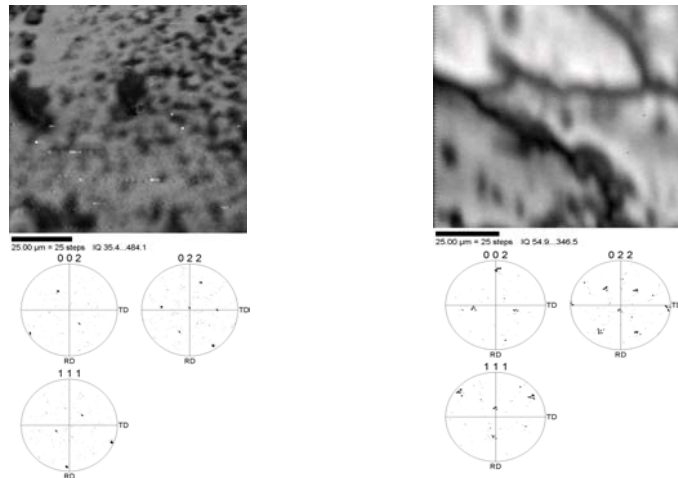 25.00 µm = 25 steps IQ 35.4...484.1
0 0 2
0 2 2
TD
TD
RD
RD
1 1 1
TD
RD
25.00 µm = 25 steps IQ 54.9...346.5
0 0 2
0 2 2
TD
RD
RD
1 1 1
TD
RD